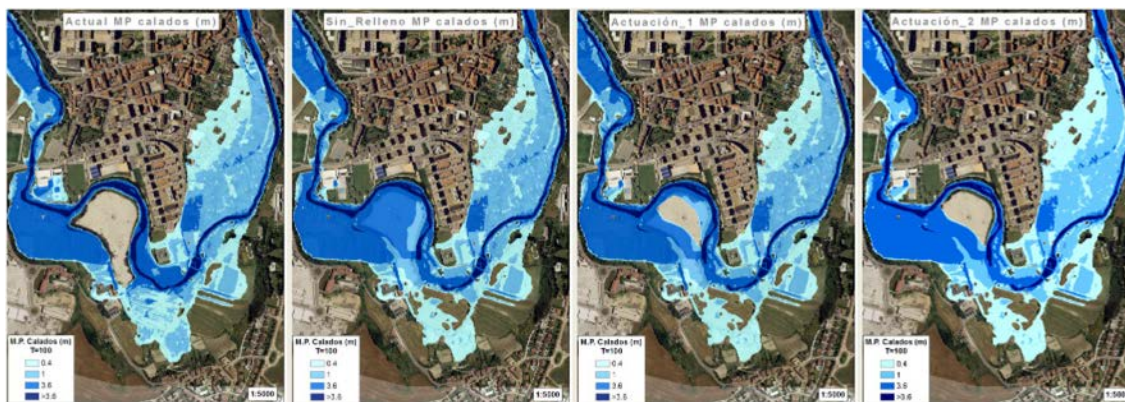 Actual MP calados (m)
M.P. Calados (m)
T=100
0.4
1
3.6
>3.6
1:5000
Sin_Relleno MP calados (m)
M.P. Calados (m)
T=100
0.4
1
3.6
>3.6
1:5000
Actuación_1 MP calados (m)
M.P. Calados (m)
T=100
0.4
1
3.6
>3.6
1:5000
Actuación_2 MP calados (m)
M.P. Calados (m)
T=100
0.4
1
3.6
>3.6
1:5000